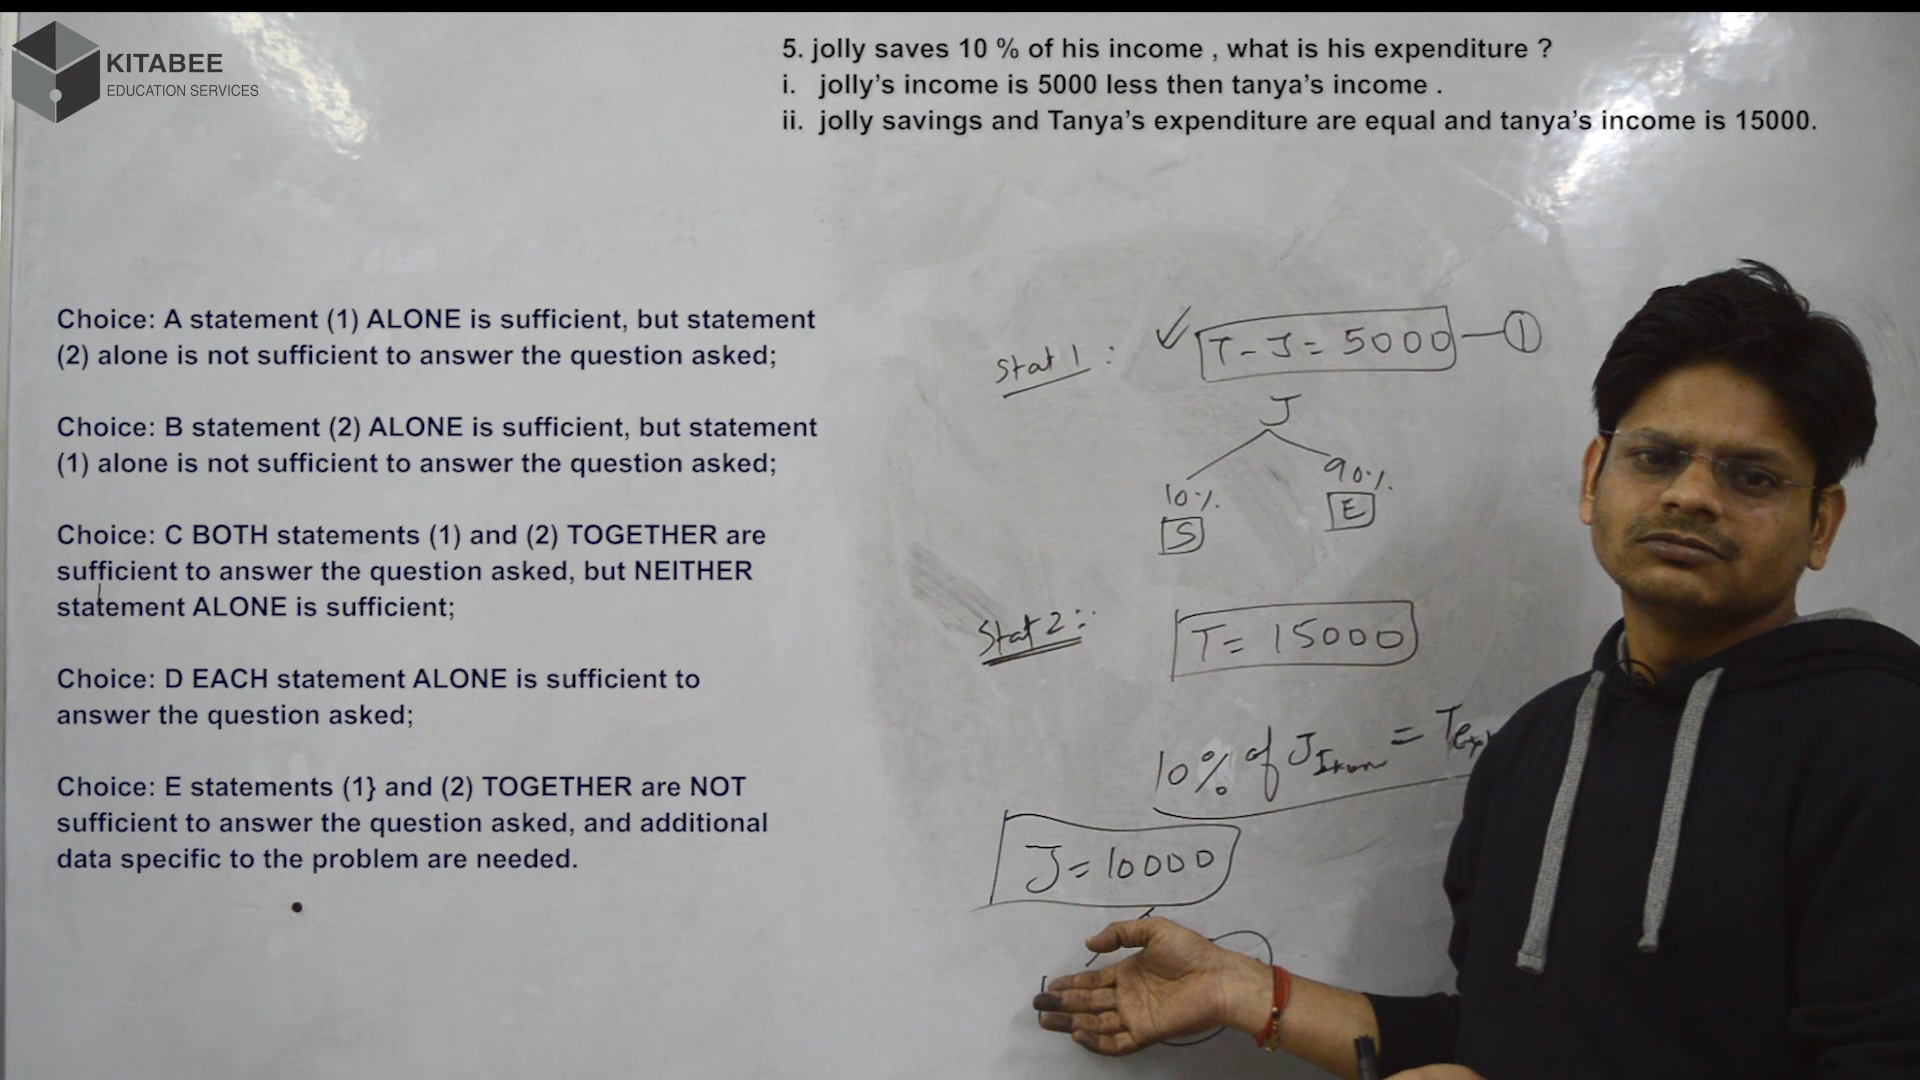 KITABEE
EDUCATION SERVICES
5. jolly saves 10 % of his income , what is his expenditure ?
i. jolly's income is 5000 less then tanya's income .
ii. jolly savings and Tanya's expenditure are equal and tanya's income is 15000.
Choice: A statement (1) ALONE is sufficient, but statement
(2) alone is not sufficient to answer the question asked;
Choice: B statement (2) ALONE is sufficient, but statement
(1) alone is not sufficient to answer the question asked;
Choice: C BOTH statements (1) and (2) TOGETHER are
sufficient to answer the question asked, but NEITHER
statement ALONE is sufficient;
Choice: D EACH statement ALONE is sufficient to
answer the question asked;
Choice: E statements (1} and (2) TOGETHER are NOT
sufficient to answer the question asked, and additional
data specific to the problem are needed.
Stat 1 : T - J = 5000 — 1
J
10% 90%
S E
Stat 2 : T = 15000
10% of J = T
J = 10000